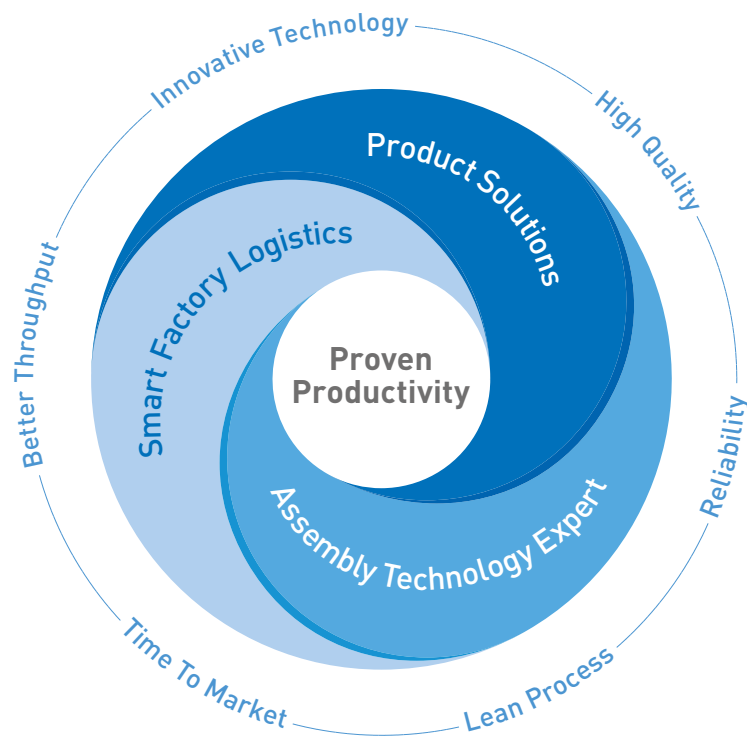 Innovative Technology
High Quality
Product Solutions
Smart Factory Logistics
Better Throughput
Proven
Productivity
Reliability
Assembly Technology Expert
Time To Market
Lean Process